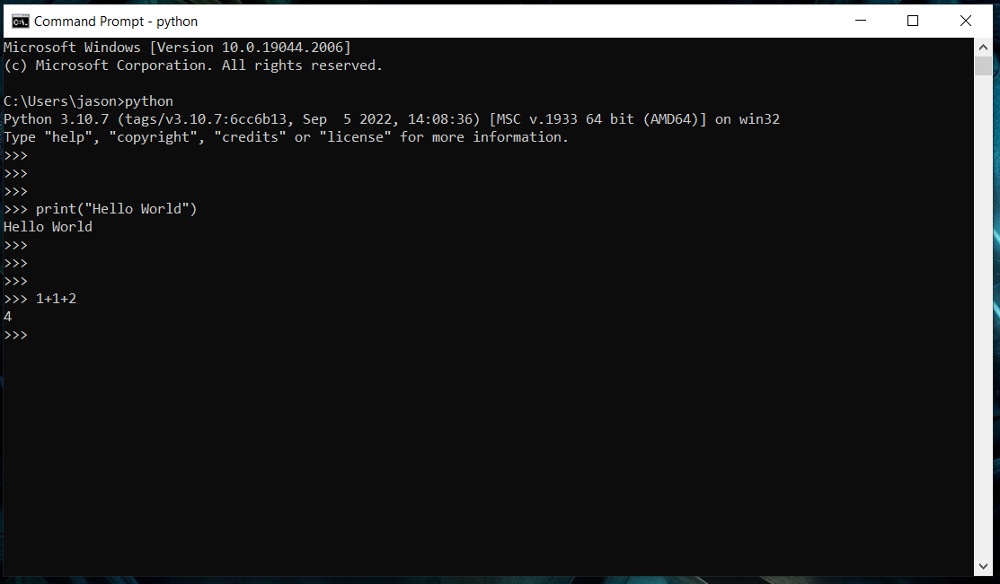 Command Prompt - python
Microsoft Windows [Version 10.0.19044.2006]
(c) Microsoft Corporation. All rights reserved.
C:\Users\jason>python
Python 3.10.7 (tags/v3.10.7:6cc6b13, Sep  5 2022, 14:08:36) [MSC v.1933 64 bit (AMD64)] on win32
Type "help", "copyright", "credits" or "license" for more information.
>>>
>>>
>>>
>>> print("Hello World")
Hello World
>>>
>>>
>>>
>>> 1+1+2
4
>>>